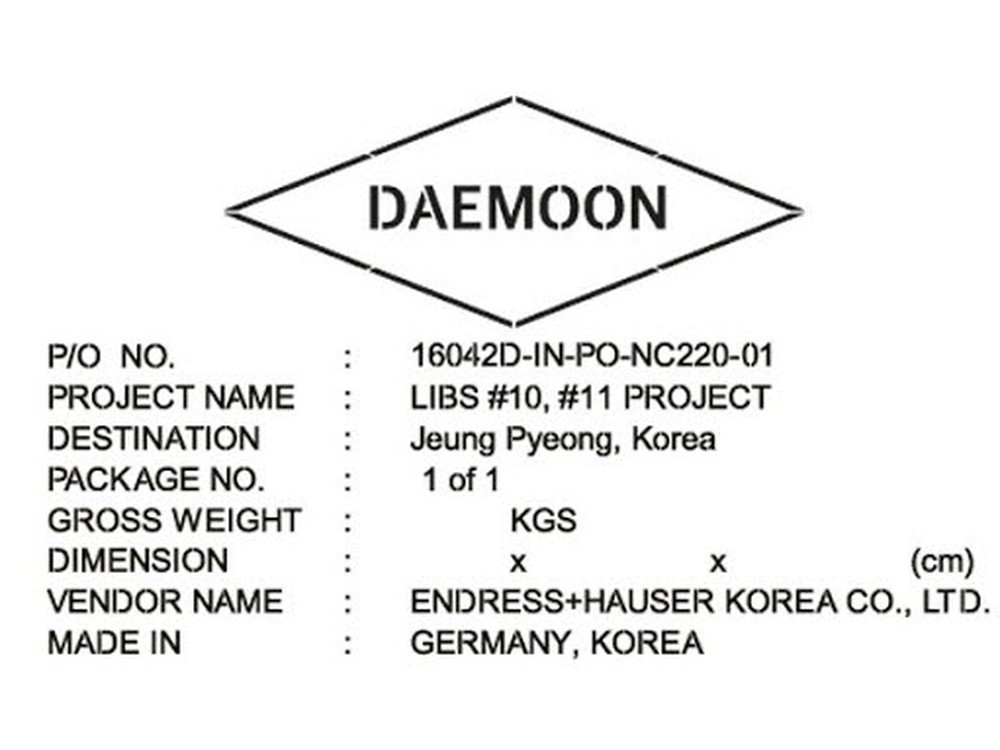 DAEMOON
P/O NO. : 16042D-IN-PO-NC220-01
PROJECT NAME : LIBS #10, #11 PROJECT
DESTINATION : Jeung Pyeong, Korea
PACKAGE NO. : 1 of 1
GROSS WEIGHT : KGS
DIMENSION : x x (cm)
VENDOR NAME : ENDRESS+HAUSER KOREA CO., LTD.
MADE IN : GERMANY, KOREA